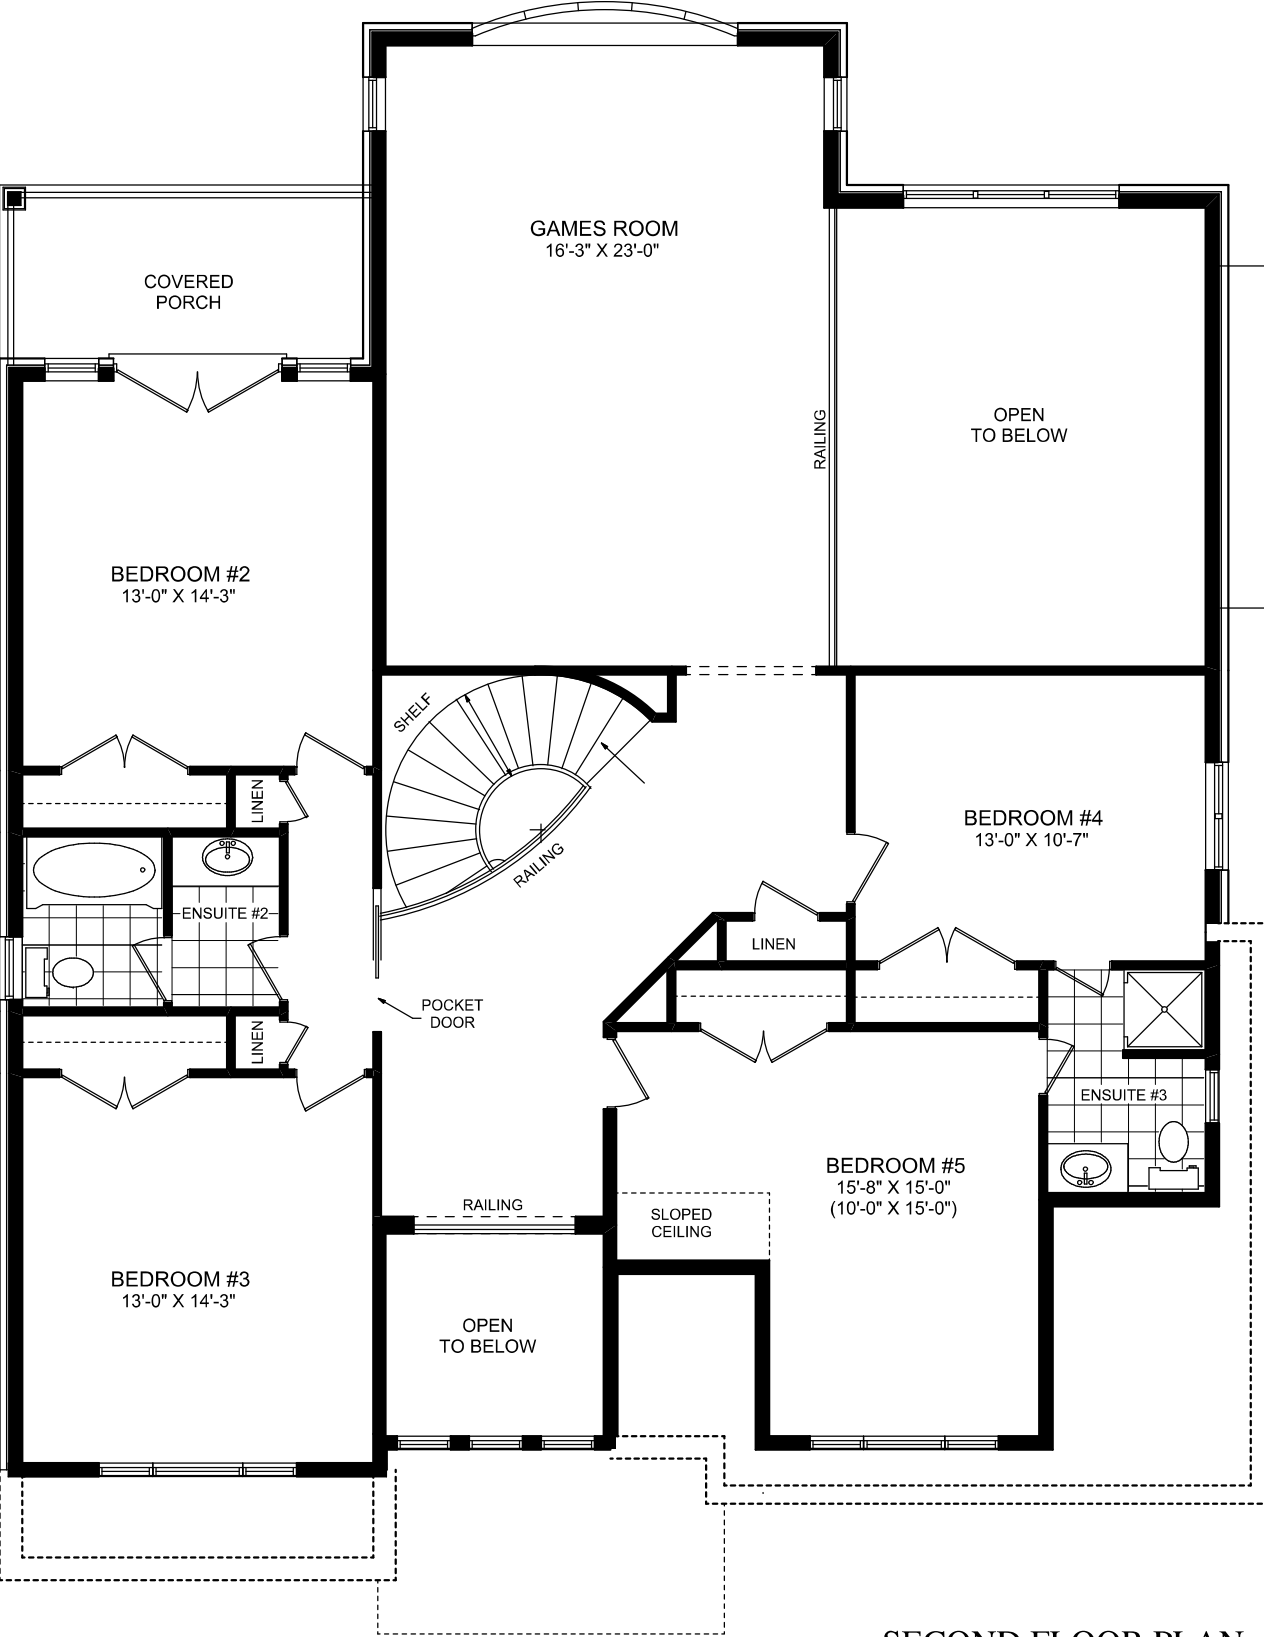 GAMES ROOM
16'-3" X 23'-0"
COVERED
PORCH
RAILING
OPEN
TO BELOW
BEDROOM #2
13'-0" X 14'-3"
SHELF
LINEN
BEDROOM #4
13'-0" X 10'-7"
RAILING
ENSUITE #2
LINEN
POCKET
DOOR
LINEN
ENSUITE #3
BEDROOM #5
15'-8" X 15'-0"
(10'-0" X 15'-0")
RAILING
SLOPED
CEILING
BEDROOM #3
13'-0" X 14'-3"
OPEN
TO BELOW
SECOND FLOOR PLAN